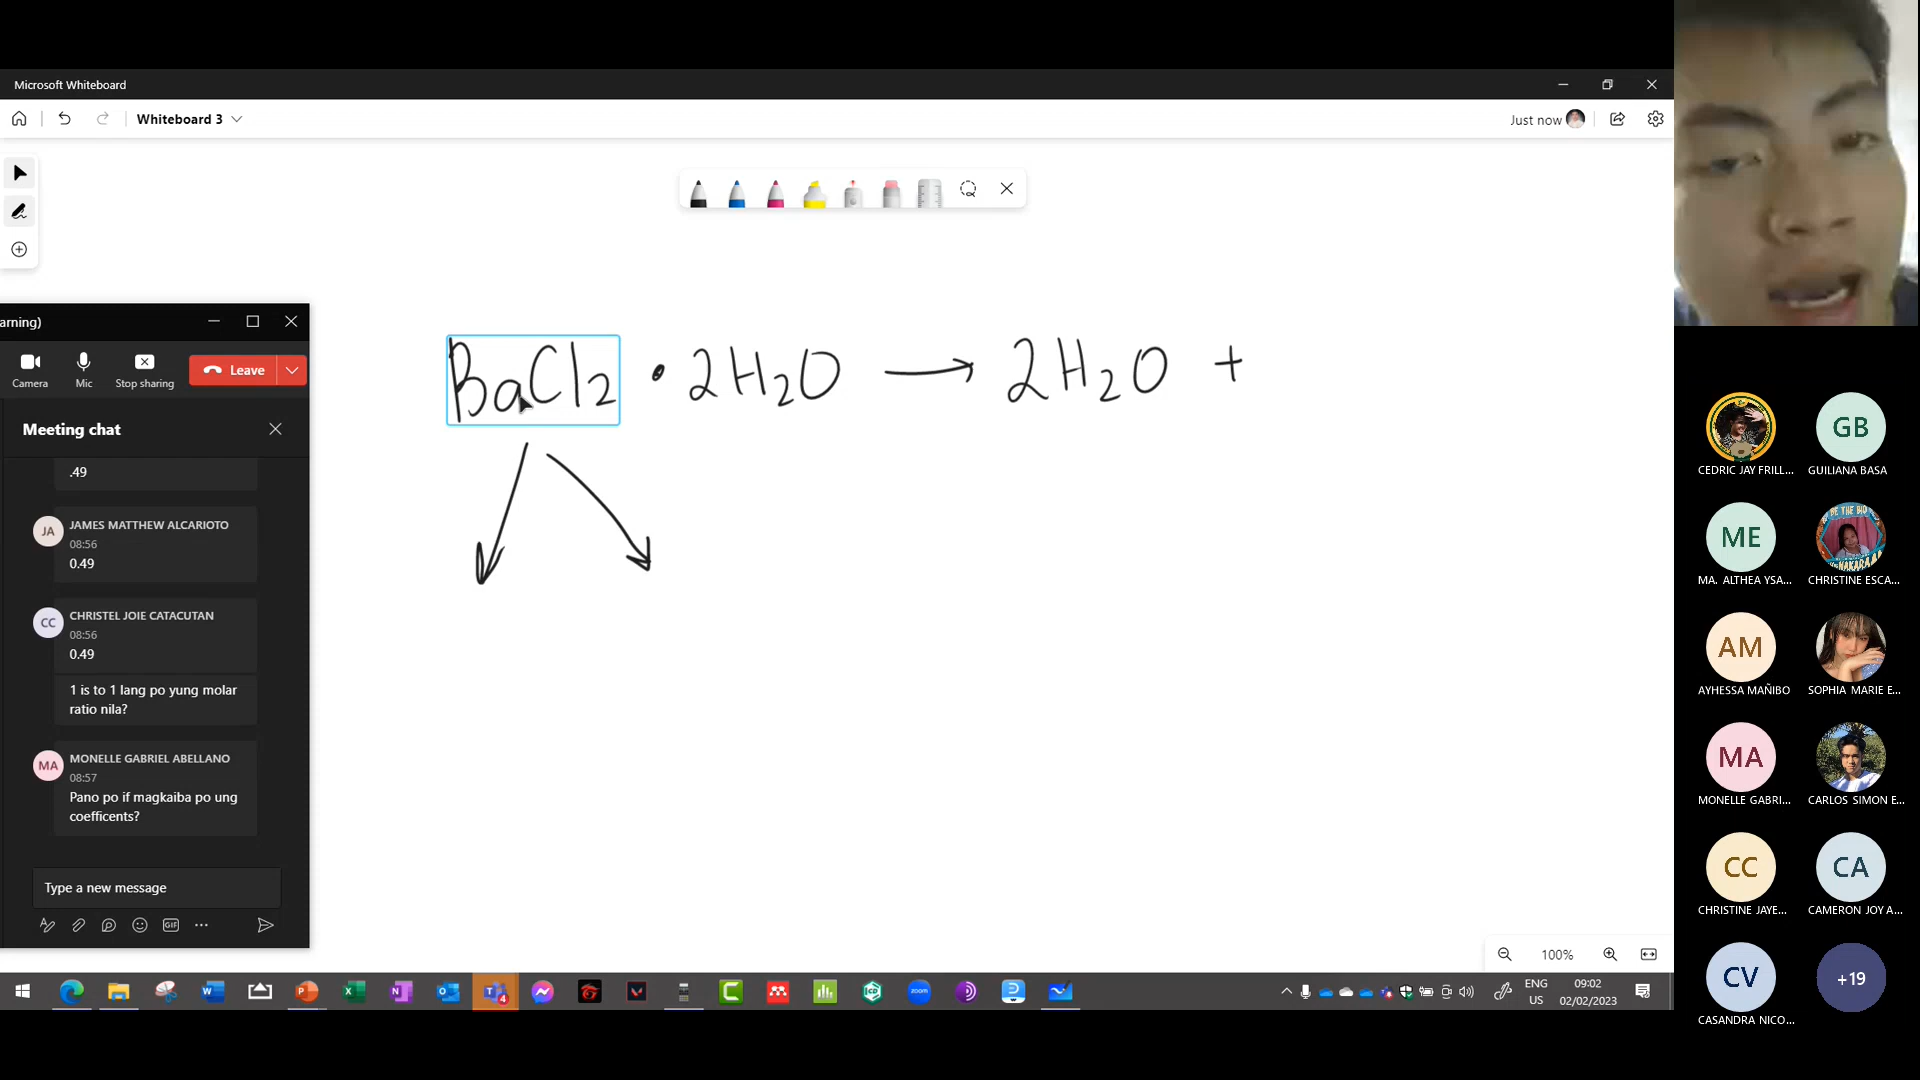 Microsoft Whiteboard
Whiteboard 3
Just now
arning)
Camera
Mic
Stop sharing
Leave
Meeting chat
.49
JA
JAMES MATTHEW ALCARIOTO
08:56
0.49
CC
CHRISTEL JOIE CATACUTAN
08:56
0.49
1 is to 1 lang po yung molar
ratio nila?
MA
MONELLE GABRIEL ABELLANO
08:57
Pano po if magkaiba po ung
coefficents?
Type a new message
GIF
BaCl2 • 2H2O → 2H2O +
100%
ENG
US
09:02
02/02/2023
CEDRIC JAY FRILL...
GB
GUILIANA BASA
ME
MA. ALTHEA YSA...
CHRISTINE ESCA...
AM
AYHESSA MAÑIBO
SOPHIA MARIE E...
MA
MONELLE GABRI...
CARLOS SIMON E...
CC
CHRISTINE JAYE...
CA
CAMERON JOY A...
CV
CASANDRA NICO...
+19